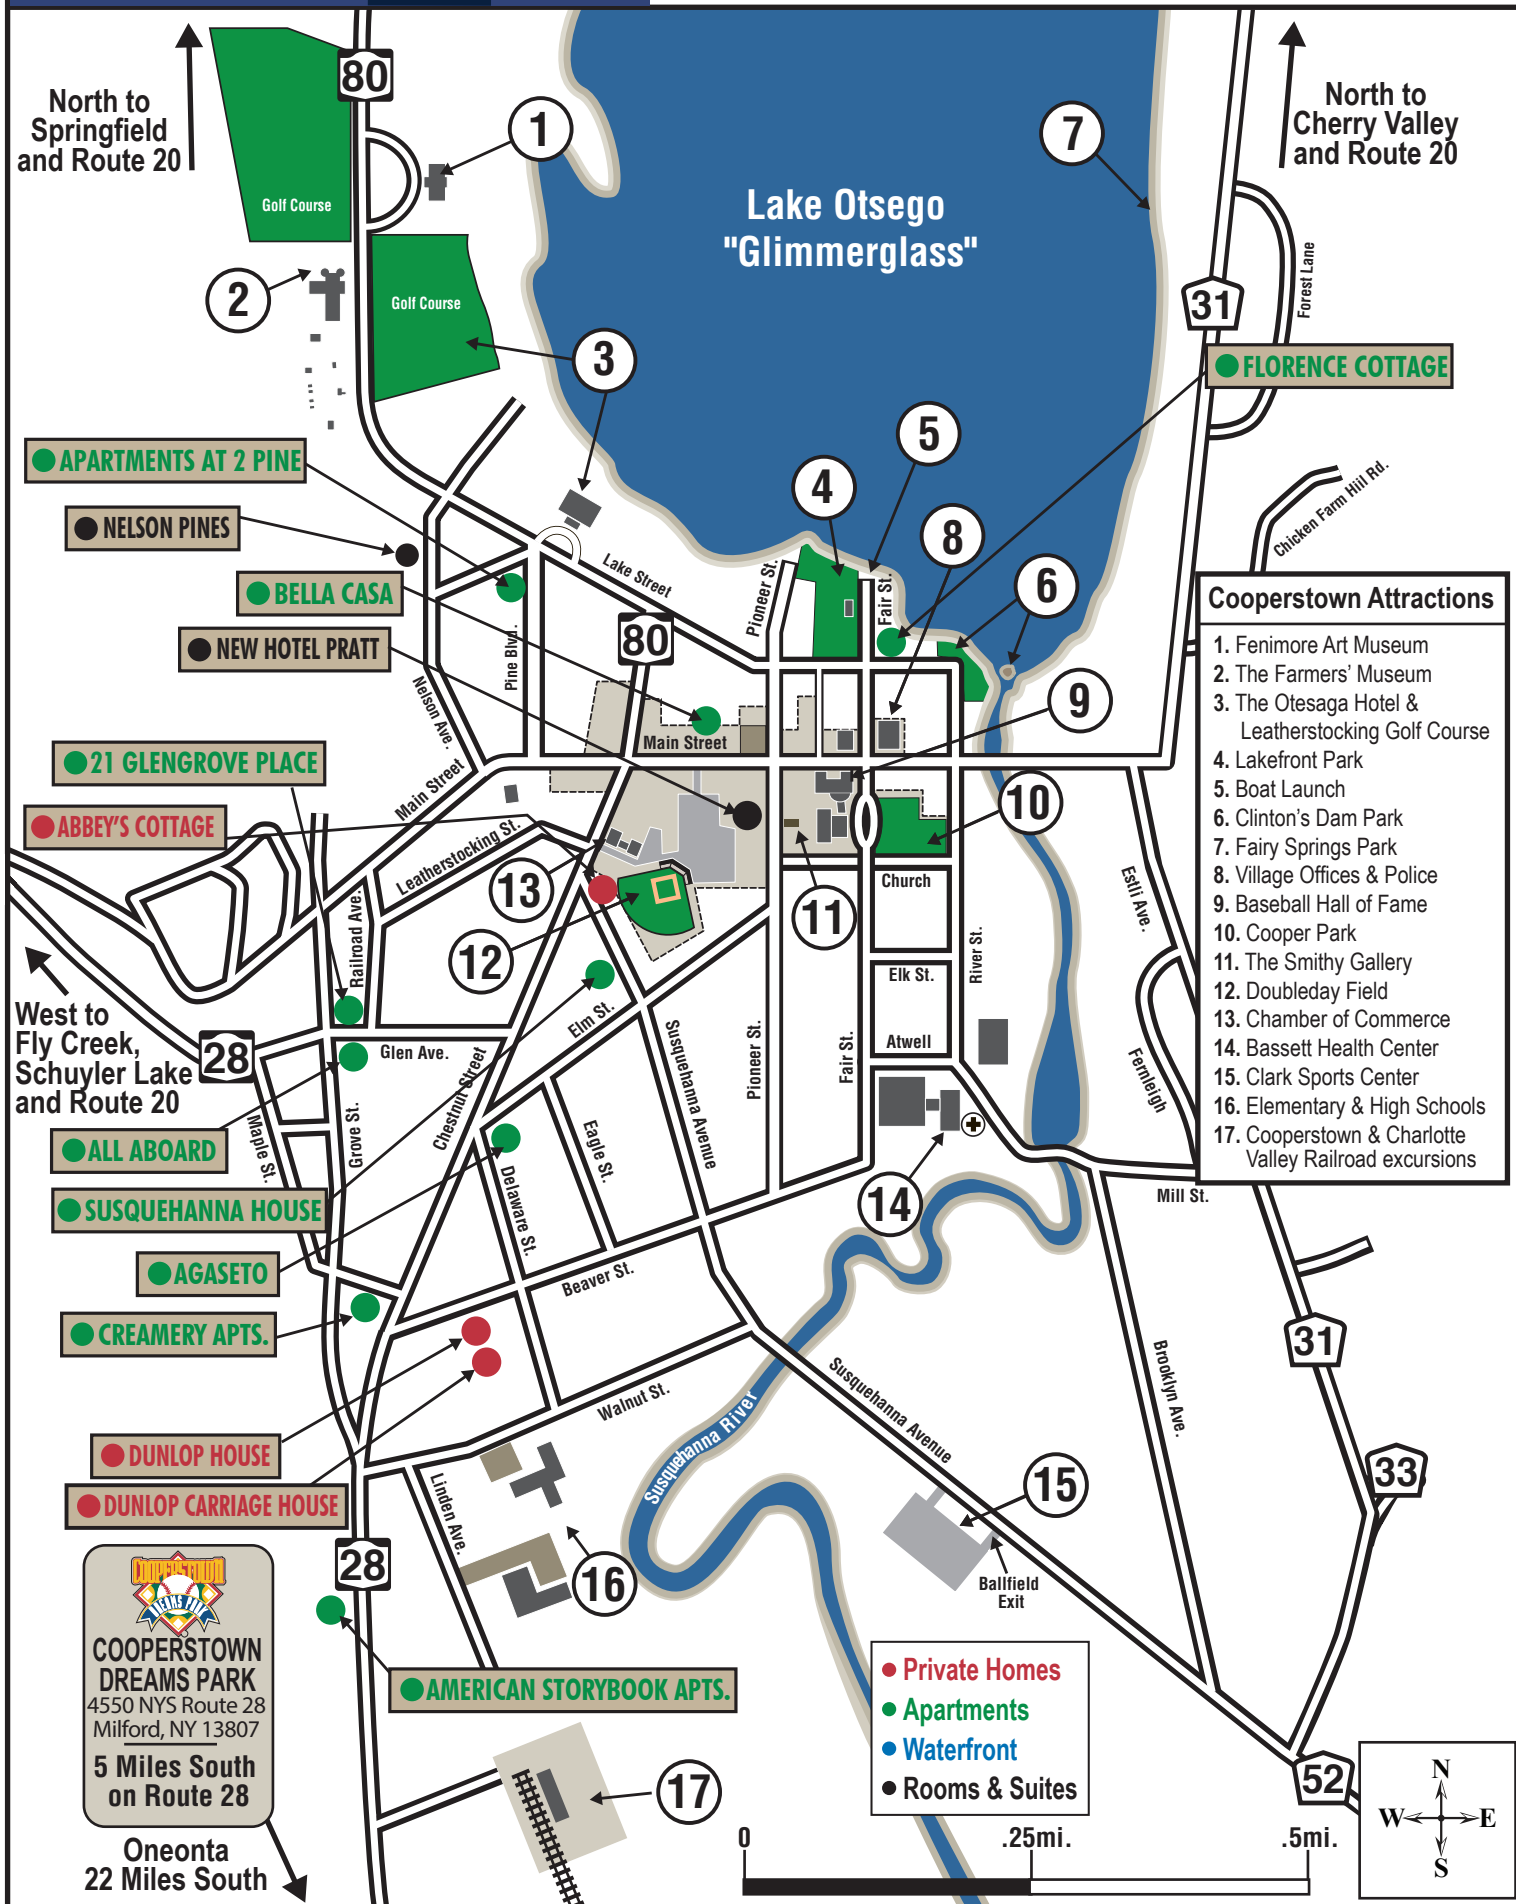 80
North to
Springfield
and Route 20
Golf Course
1
2
Golf Course
3
Lake Otsego
"Glimmerglass"
7
North to
Cherry Valley
and Route 20
31
Forest Lane
FLORENCE COTTAGE
APARTMENTS AT 2 PINE
NELSON PINES
BELLA CASA
NEW HOTEL PRATT
Lake Street
80
Pine Blvd.
Nelson Ave.
Pioneer St.
4
5
Fair St.
8
6
9
Chicken Farm Hill Rd.
Cooperstown Attractions
1. Fenimore Art Museum
2. The Farmers' Museum
3. The Otesaga Hotel &
Leatherstocking Golf Course
4. Lakefront Park
5. Boat Launch
6. Clinton's Dam Park
7. Fairy Springs Park
8. Village Offices & Police
9. Baseball Hall of Fame
10. Cooper Park
11. The Smithy Gallery
12. Doubleday Field
13. Chamber of Commerce
14. Bassett Health Center
15. Clark Sports Center
16. Elementary & High Schools
17. Cooperstown & Charlotte
Valley Railroad excursions
Main Street
21 GLENGROVE PLACE
ABBEY'S COTTAGE
Main Street
Leatherstocking St.
Railroad Ave.
13
12
11
10
Church
Elk St.
Atwell
River St.
Estli Ave.
Fernleigh
West to
Fly Creek,
Schuyler Lake
and Route 20
28
Glen Ave.
Elm St.
Chestnut Street
Susquehanna Avenue
Pioneer St.
Fair St.
Maple St.
Grove St.
Eagle St.
Delaware St.
ALL ABOARD
SUSQUEHANNA HOUSE
AGASETO
CREAMERY APTS.
14
Mill St.
Beaver St.
31
Brooklyn Ave.
Susquehanna Avenue
Susquehanna River
Walnut St.
DUNLOP HOUSE
DUNLOP CARRIAGE HOUSE
Linden Ave.
33
15
Ballfield
Exit
16
28
COOPERSTOWN
DREAMS PARK
COOPERSTOWN
DREAMS PARK
4550 NYS Route 28
Milford, NY 13807
5 Miles South
on Route 28
Oneonta
22 Miles South
AMERICAN STORYBOOK APTS.
17
Private Homes
Apartments
Waterfront
Rooms & Suites
52
0
.25mi.
.5mi.
N
W
E
S